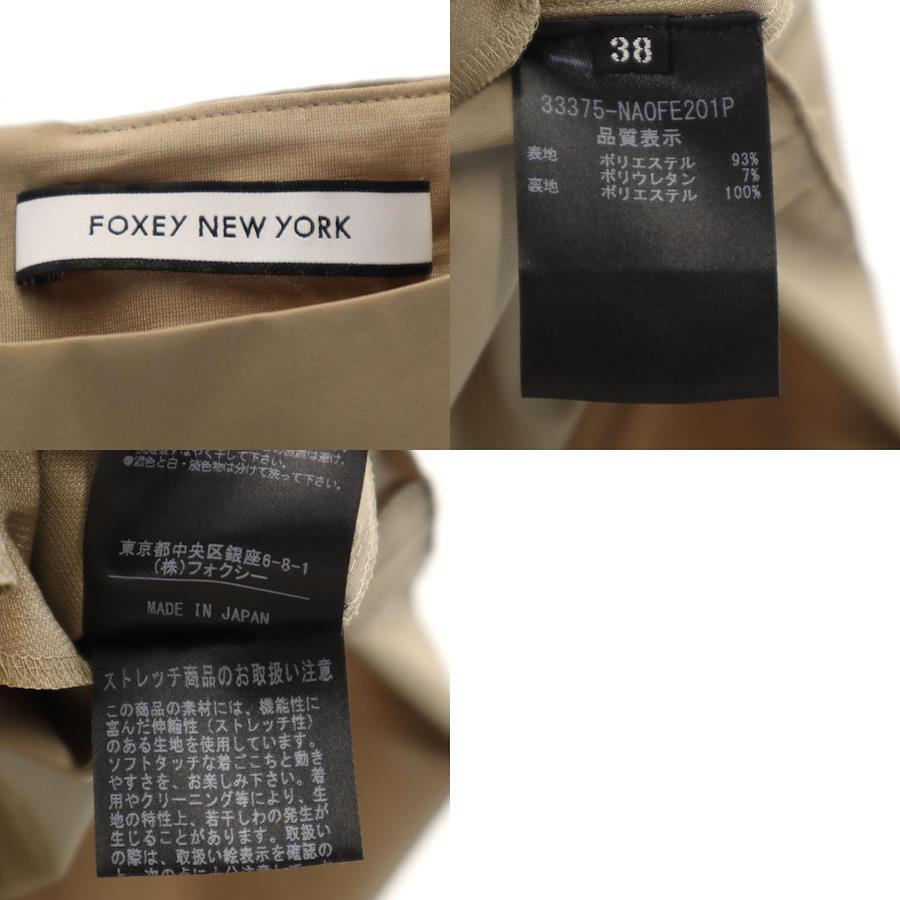 FOXEY NEW YORK
38
33375-NAOFE201P
品質表示
表地 ポリエステル 93%
ポリウレタン 7%
裏地 ポリエステル 100%
すばやく干して下さい。
●濃色と白・淡色物は分けて洗って下さい。
東京都中央区銀座6-8-1
(株)フォクシー
MADE IN JAPAN
ストレッチ商品のお取扱い注意
この商品の素材には、機能性に
富んだ伸縮性(ストレッチ性)
のある生地を使用しています。
ソフトタッチな着ごこちと動き
やすさを、お楽しみ下さい。着
用やクリーニング等により、生
地の特性上、若干しわの発生が
生じることがあります。取扱い
の際は、取扱い絵表示を確認の